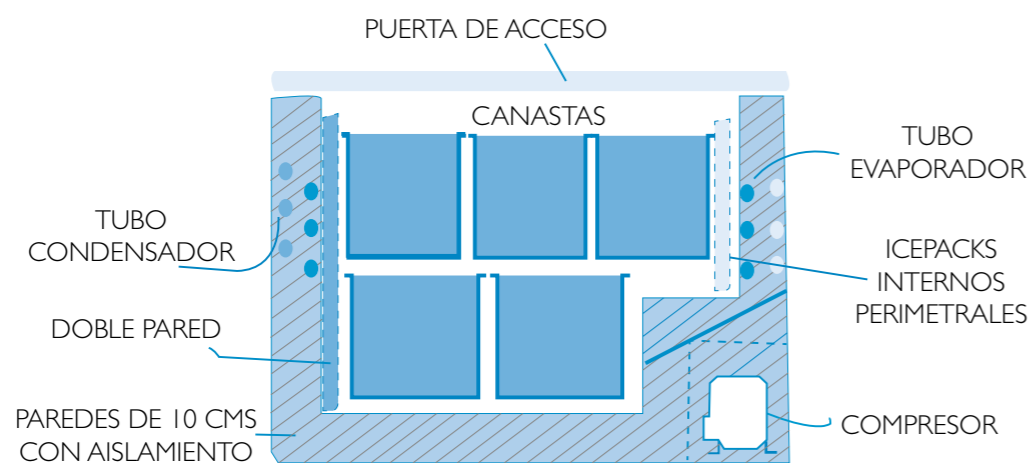 PUERTA DE ACCESO
CANASTAS
TUBO
EVAPORADOR
TUBO
CONDENSADOR
ICEPACKS
INTERNOS
PERIMETRALES
DOBLE PARED
PAREDES DE 10 CMS
CON AISLAMIENTO
COMPRESOR